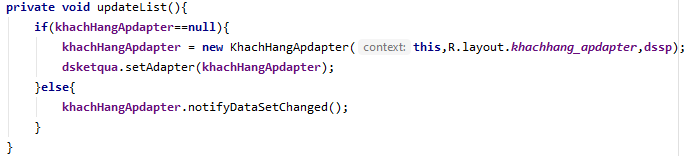 private void updateList(){
if(khachHangApdapter==null){
khachHangApdapter = new KhachHangApdapter( context: this,R.layout.khachhang_apdapter,dssp);
dsketqua.setAdapter(khachHangApdapter);
}else{
khachHangApdapter.notifyDataSetChanged();
}
}